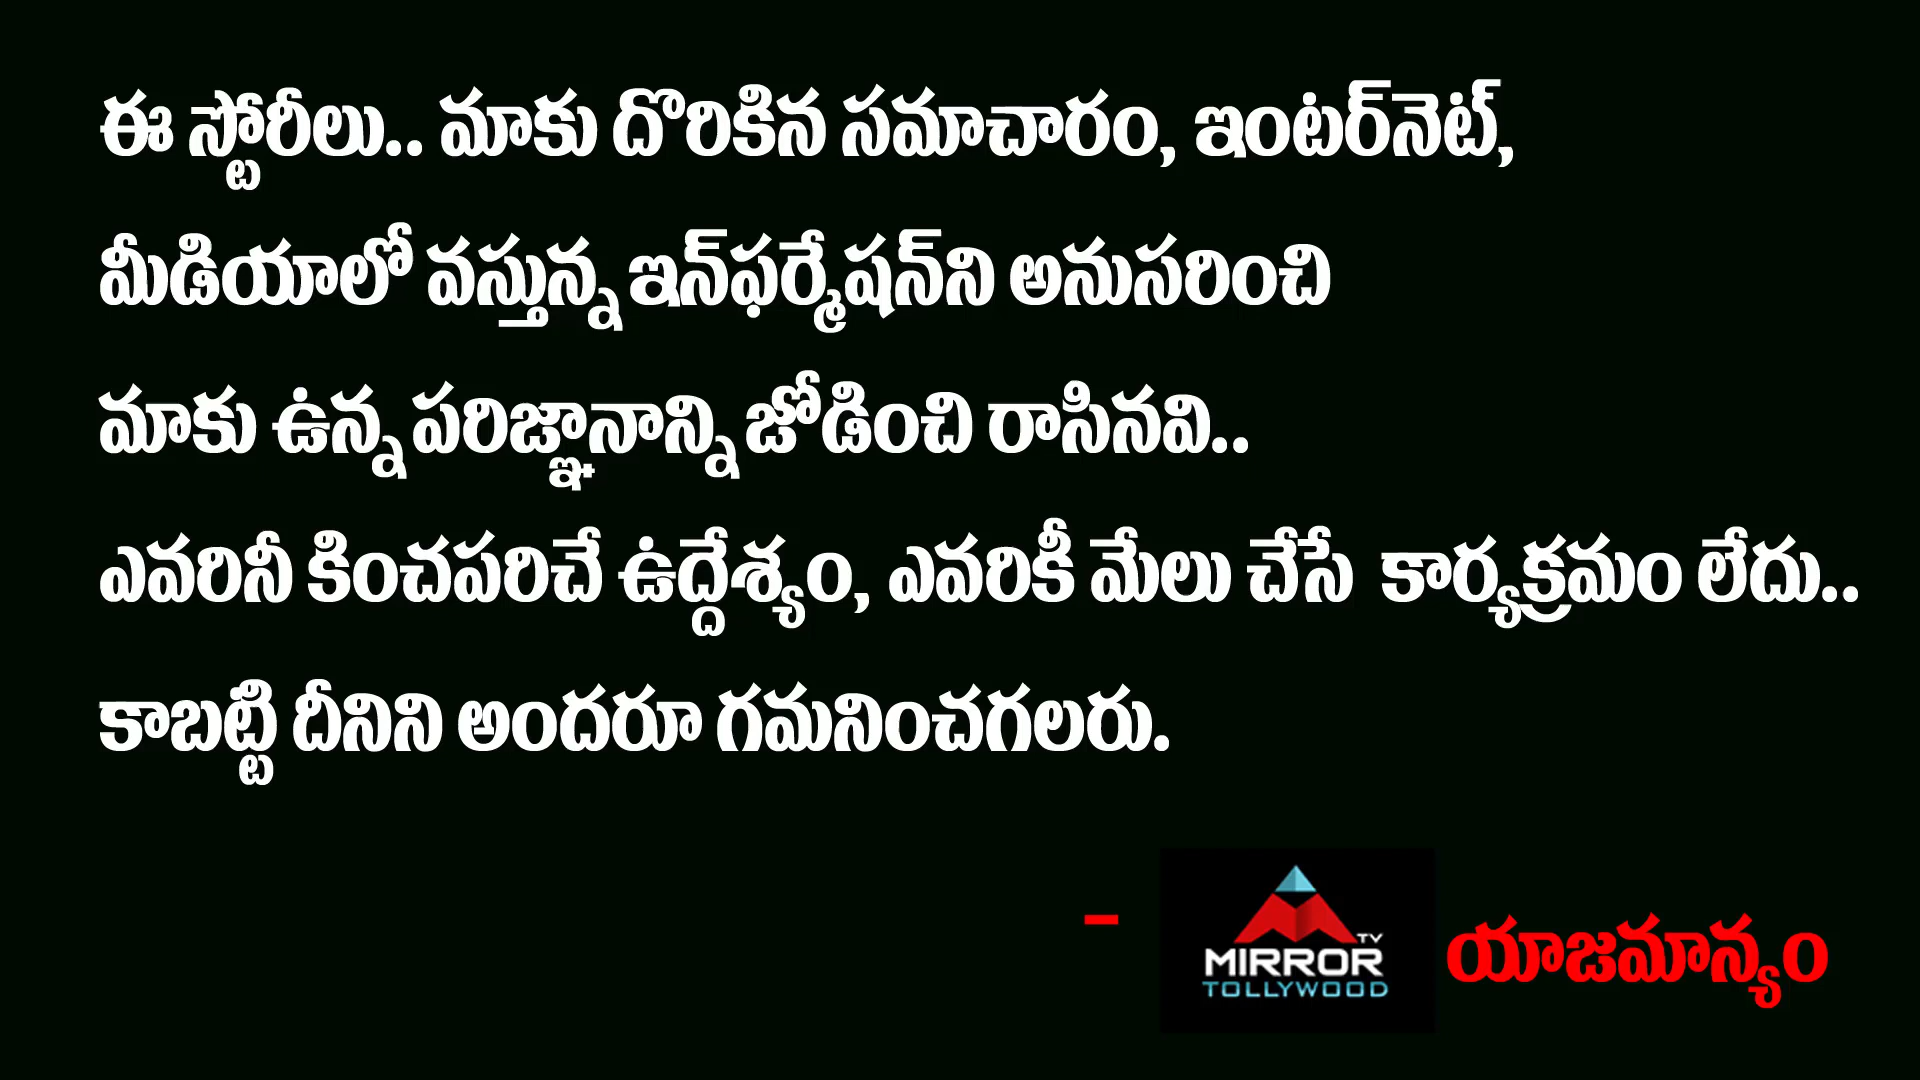 ఈ స్టోరీలు.. మాకు దొరికిన సమాచారం, ఇంటర్‌నెట్,
మీడియాలో వస్తున్న ఇన్‌ఫర్మేషన్‌ని అనుసరించి
మాకు ఉన్న పరిజ్ఞానాన్ని జోడించి రాసినవి..
ఎవరినీ కించపరిచే ఉద్దేశ్యం, ఎవరికీ మేలు చేసే కార్యక్రమం లేదు..
కాబట్టి దీనిని అందరూ గమనించగలరు.
- MIRROR TV TOLLYWOOD యాజమాన్యం